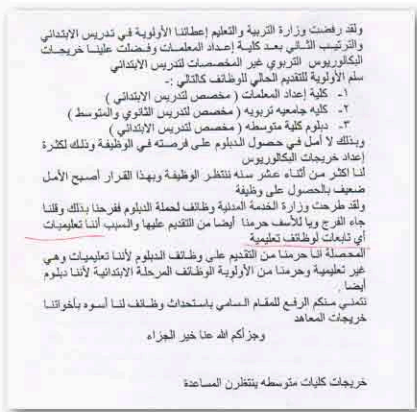 ولقد رفضت وزارة التربية والتعليم إعطائنا الأولوية في تدريس الابتدائي
والترتيب الثاني بعد كلية إعداد المعلمات وفضلت علينا خريجات
البكالوريوس التربوي غير المخصصات لتدريس الابتدائي
سلم الأولوية للتقديم الحالي للوظائف كالتالي :-
١- كلية إعداد المعلمات ( مخصص لتدريس الابتدائي )
٢- كليه جامعيه تربويه ( مخصص لتدريس الثانوي والمتوسط )
٣- دبلوم كلية متوسطه ( مخصص لتدريس الابتدائي )
وبذلك لا أمل في حصول الدبلوم على فرصته في الوظيفة وذلك لكثرة
إعداد خريجات البكالوريوس
لنا اكثر من أثناء عشر سنه ننتظر الوظيفة وبهذا القرار أصبح الأمل
ضعيف بالحصول على وظيفة
ولقد طرحت وزارة الخدمة المدنية وظائف لحملة الدبلوم ففرحنا بذلك وقلنا
جاء الفرج ويا للأسف حرمنا أيضا من التقديم عليها والسبب أننا تعليميات
أي تابعات لوظائف تعليمية
المحصلة انا حرمنا من التقديم على وظائف الدبلوم لأننا تعليميات وهي
غير تعليمية وحرمنا من الأولوية الوظائف المرحلة الابتدائية لأننا دبلوم
أيضا .
نتمنى منكم الرفع للمقام السامي باستحداث وظائف لنا أسوه بأخواتنا
خريجات المعاهد
وجزأكم الله عنا خير الجزاء
خريجات كليات متوسطه ينتظرن المساعدة